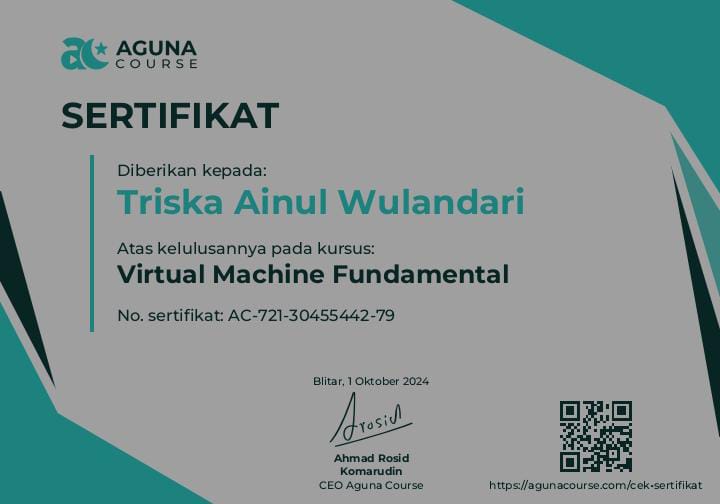 AGUNA
COURSE
SERTIFIKAT
Diberikan kepada:
Triska Ainul Wulandari
Atas kelulusannya pada kursus:
Virtual Machine Fundamental
No. sertifikat: AC-721-30455442-79
Blitar, 1 Oktober 2024
Arosid
Ahmad Rosid
Komarudin
CEO Aguna Course
https://agunacourse.com/cek-sertifikat